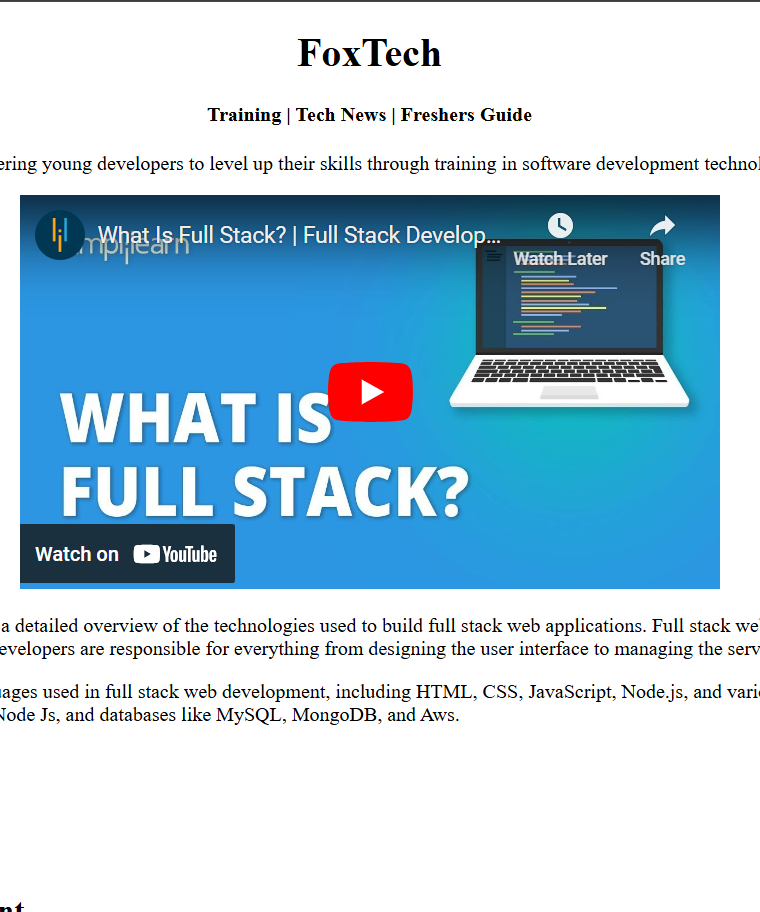 FoxTech
Training | Tech News | Freshers Guide
ering young developers to level up their skills through training in software development technol
What Is Full Stack? | Full Stack Develop...
mplilearn
Watch Later
Share
WHAT IS
FULL STACK?
Watch on YouTube
a detailed overview of the technologies used to build full stack web applications. Full stack we
evelopers are responsible for everything from designing the user interface to managing the serv
ages used in full stack web development, including HTML, CSS, JavaScript, Node.js, and vari
Node Js, and databases like MySQL, MongoDB, and Aws.
nt